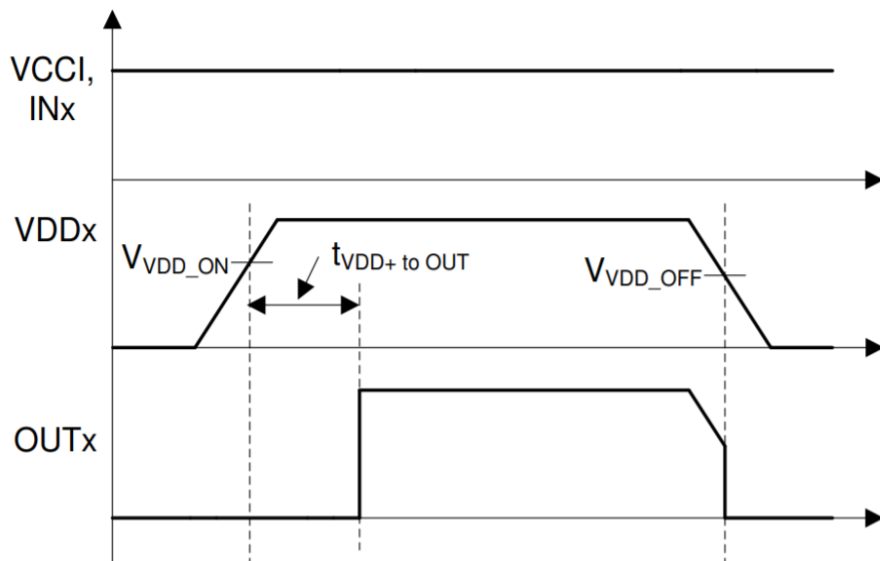 VCCI,
INx
VDDx
VVDD_ON
tVDD+ to OUT
VVDD_OFF
OUTx